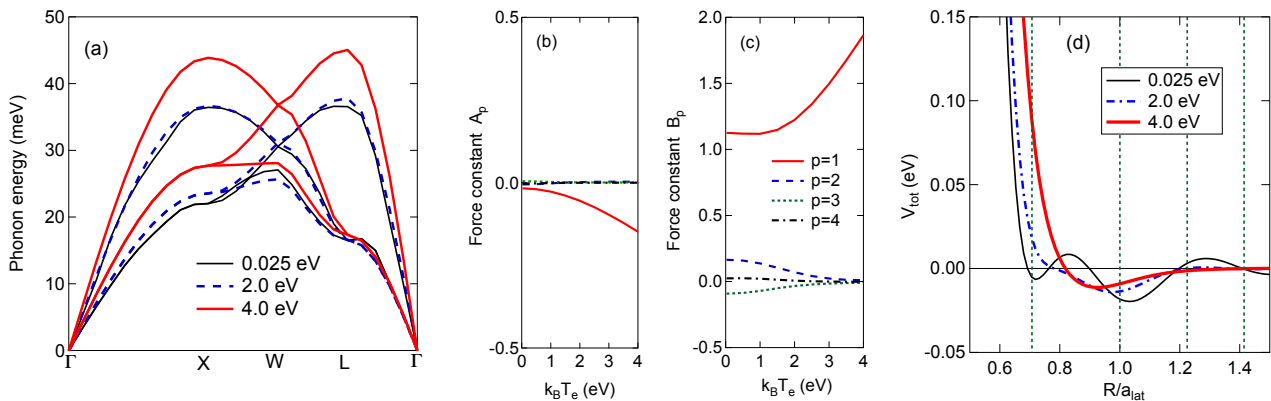 (a)
Phonon energy (meV)
50
40
30
20
10
0
Γ X W L Γ
0.025 eV
2.0 eV
4.0 eV
(b)
Force constant A_p
0.5
0.0
-0.5
0 1 2 3 4
k_BT_e (eV)
(c)
Force constant B_p
2.0
1.5
1.0
0.5
0.0
-0.5
p=1
p=2
p=3
p=4
0 1 2 3 4
k_BT_e (eV)
(d)
V_tot (eV)
0.15
0.10
0.05
0.00
-0.05
0.025 eV
2.0 eV
4.0 eV
0.6 0.8 1.0 1.2 1.4
R/a_lat